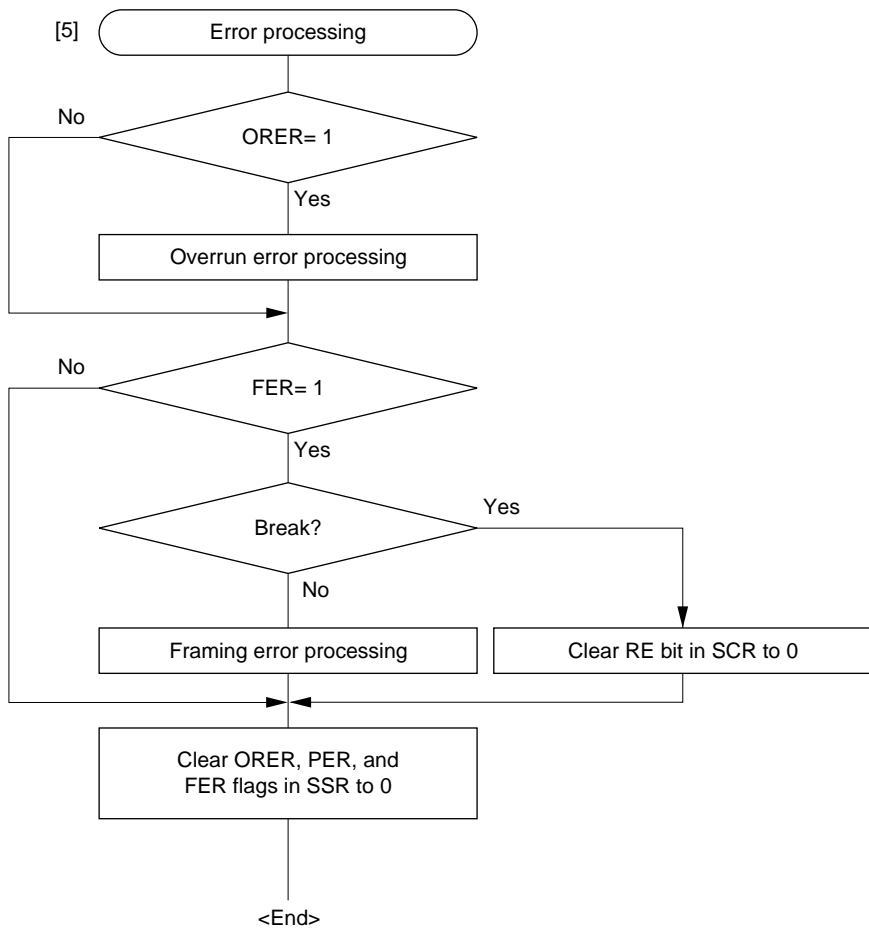 [5]
Error processing
No
ORER= 1
Yes
Overrun error processing
No
FER= 1
Yes
Break?
Yes
No
Framing error processing
Clear RE bit in SCR to 0
Clear ORER, PER, and
FER flags in SSR to 0
<End>